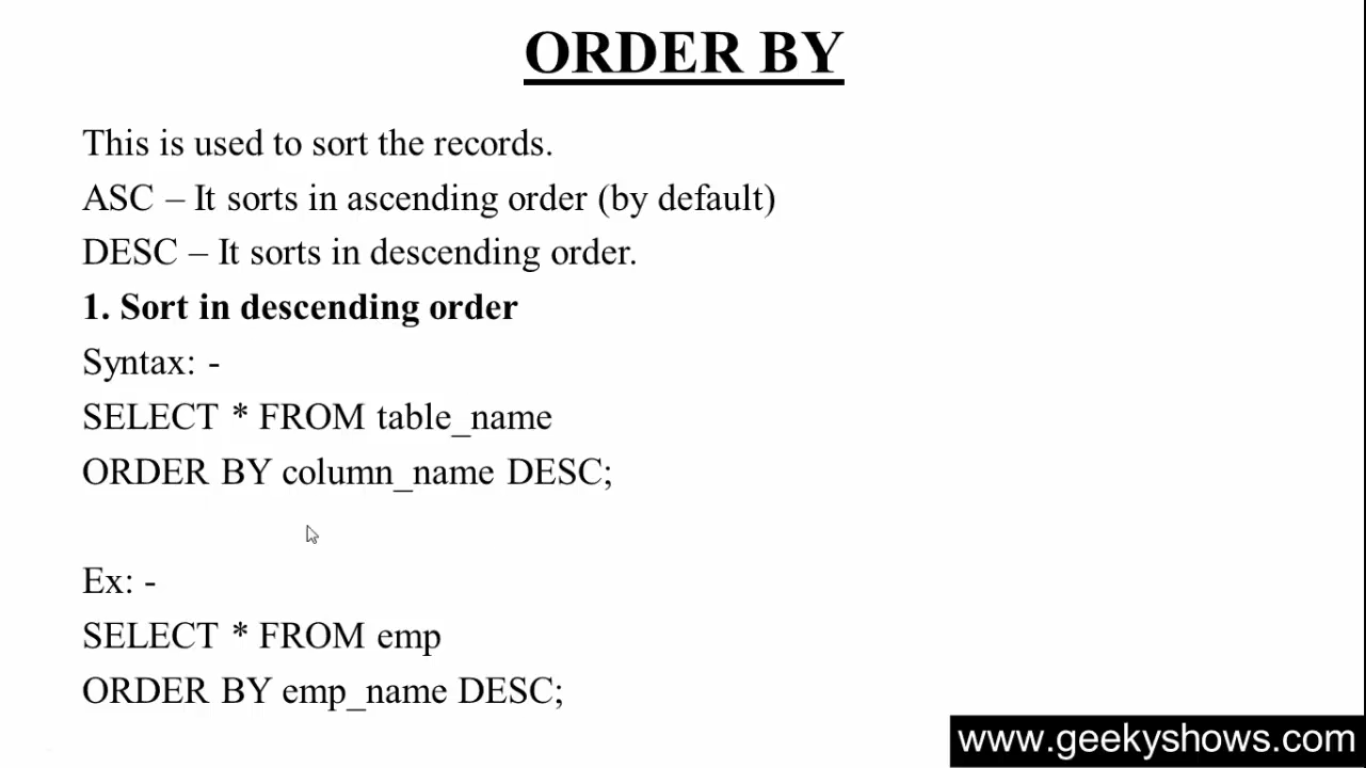 ORDER BY
This is used to sort the records.
ASC – It sorts in ascending order (by default)
DESC – It sorts in descending order.
1. Sort in descending order
Syntax: -
SELECT * FROM table_name
ORDER BY column_name DESC;
Ex: -
SELECT * FROM emp
ORDER BY emp_name DESC;
www.geekyshows.com